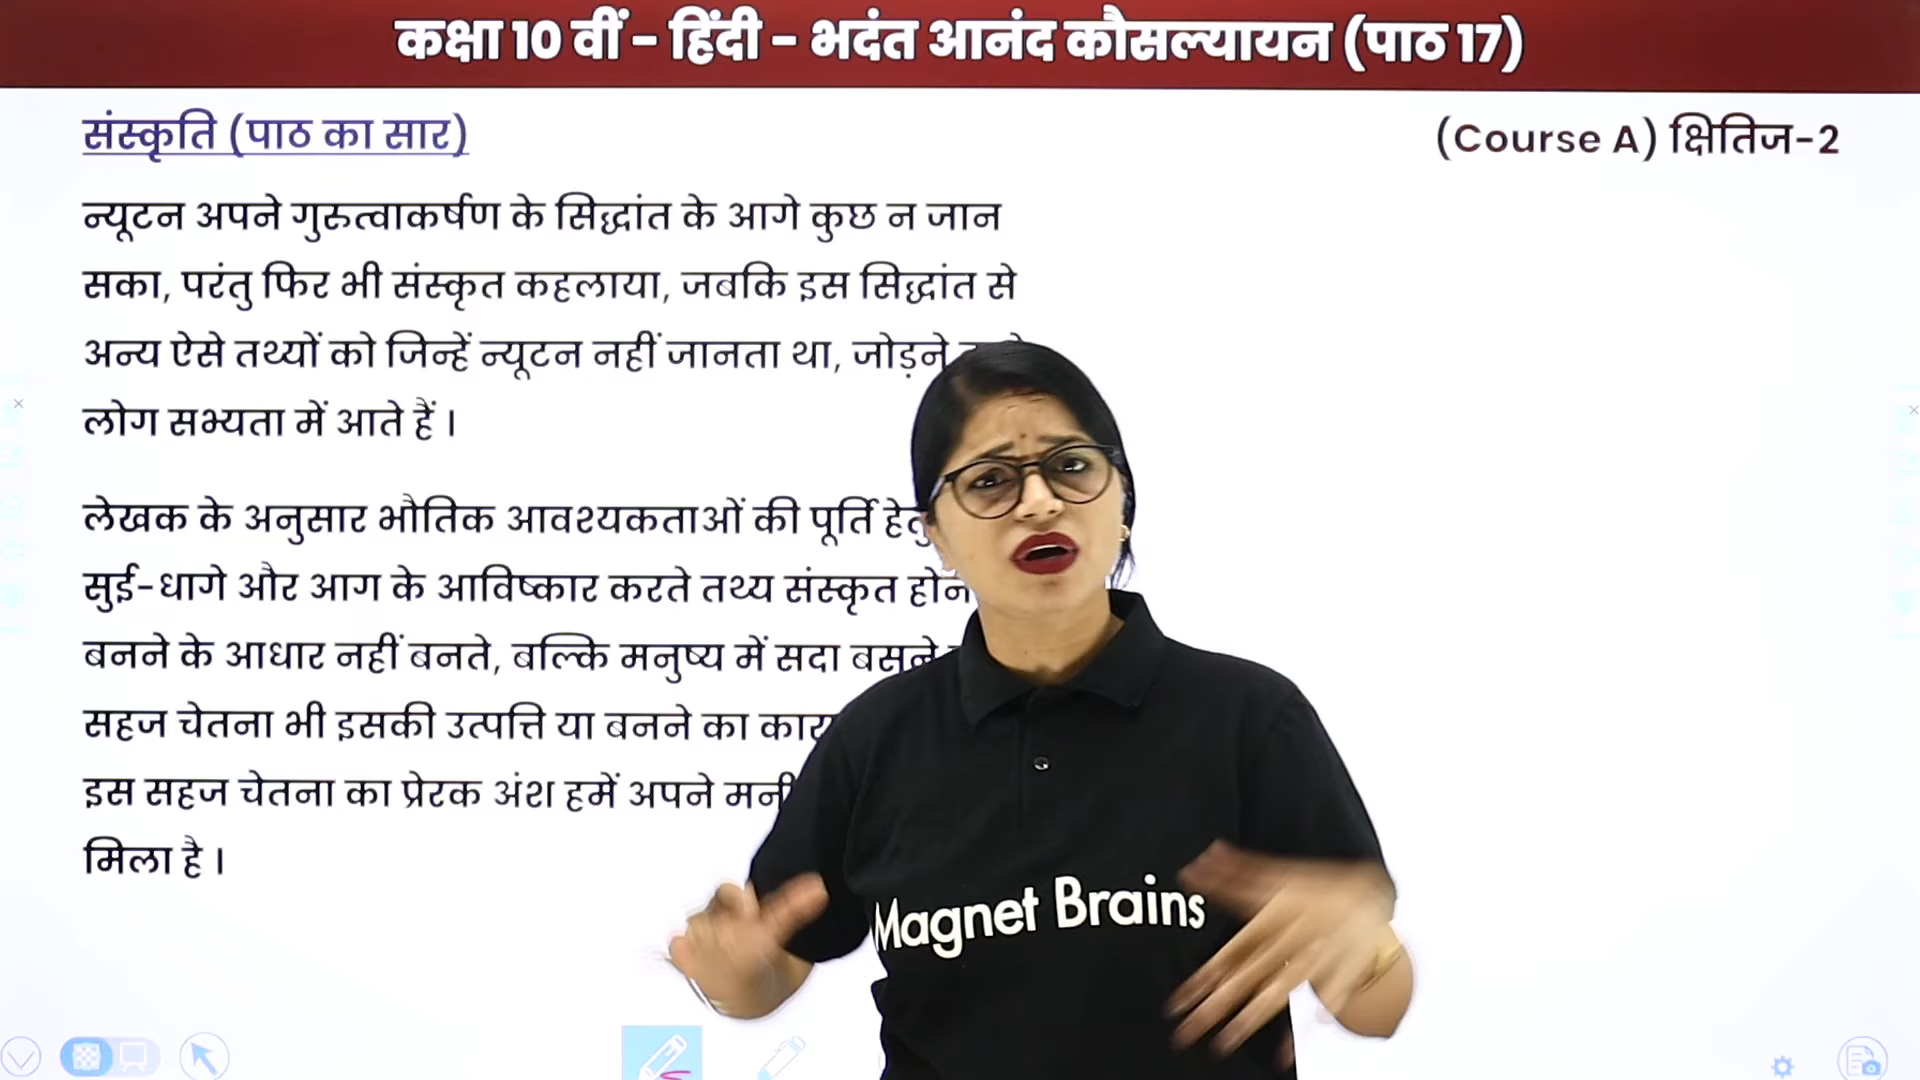 कक्षा 10 वीं - हिंदी - भदंत आनंद कौसल्यायन (पाठ 17)
संस्कृति (पाठ का सार)
(Course A) क्षितिज-2
न्यूटन अपने गुरुत्वाकर्षण के सिद्धांत के आगे कुछ न जान
सका, परंतु फिर भी संस्कृत कहलाया, जबकि इस सिद्धांत से
अन्य ऐसे तथ्यों को जिन्हें न्यूटन नहीं जानता था, जोड़ने
लोग सभ्यता में आते हैं ।
लेखक के अनुसार भौतिक आवश्यकताओं की पूर्ति हेतु
सुई-धागे और आग के आविष्कार करते तथ्य संस्कृत होने
बनने के आधार नहीं बनते, बल्कि मनुष्य में सदा बसने
सहज चेतना भी इसकी उत्पत्ति या बनने का
इस सहज चेतना का प्रेरक अंश हमें अपने
मिला है ।
Magnet Brains